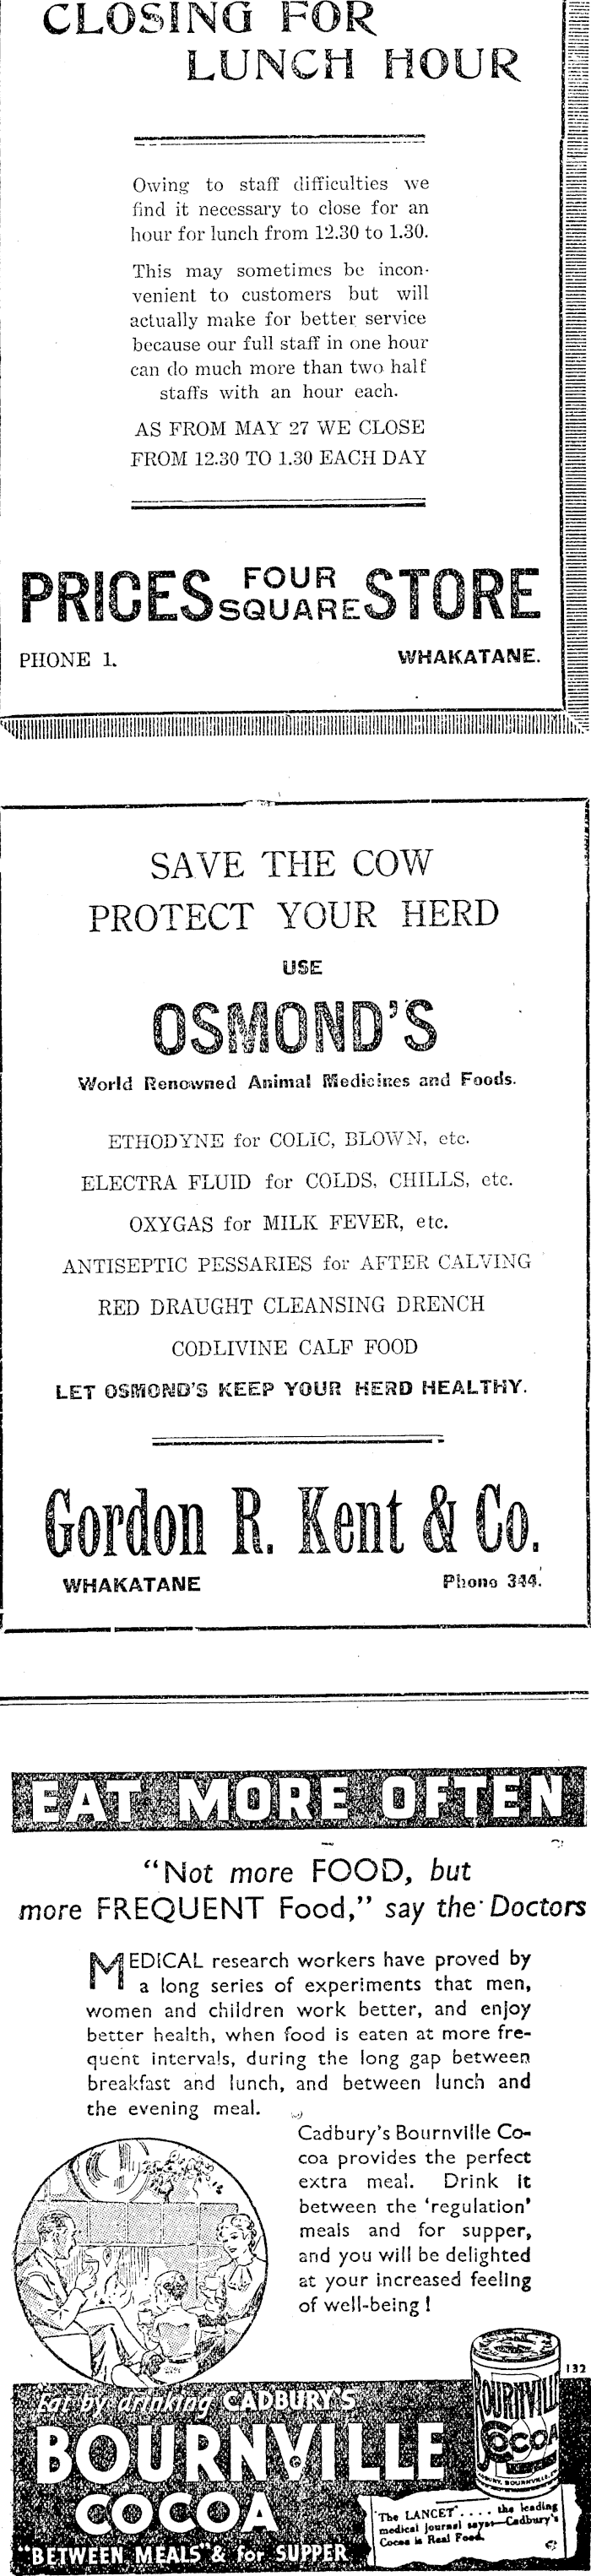 CLOSING FOR
LUNCH HOUR
Owing to staff difficulties we
find it necessary to close for an
hour for lunch from 12.30 to 1.30.
This may sometimes be incon-
venient to customers but will
actually make for better service
because our full staff in one hour
can do much more than two half
staffs with an hour each.
AS FROM MAY 27 WE CLOSE
FROM 12.30 TO 1.30 EACH DAY
PRICES FOUR SQUARE STORE
PHONE 1. WHAKATANE.
SAVE THE COW
PROTECT YOUR HERD
USE
OSMOND'S
World Renowned Animal Medicines and Foods.
ETHODYNE for COLIC, BLOWN, etc.
ELECTRA FLUID for COLDS, CHILLS, etc.
OXYGAS for MILK FEVER, etc.
ANTISEPTIC PESSARIES for AFTER CALVING
RED DRAUGHT CLEANSING DRENCH
CODLIVINE CALF FOOD
LET OSMOND'S KEEP YOUR HERD HEALTHY.
Gordon R. Kent & Co.
WHAKATANE Phone 344.
EAT MORE OFTEN
"Not more FOOD, but
more FREQUENT Food," say the Doctors
MEDICAL research workers have proved by
a long series of experiments that men,
women and children work better, and enjoy
better health, when food is eaten at more fre-
quent intervals, during the long gap between
breakfast and lunch, and between lunch and
the evening meal.
Cadbury's Bournville Co-
coa provides the perfect
extra meal. Drink it
between the 'regulation'
meals and for supper,
and you will be delighted
at your increased feeling
of well-being!
132
BOURNVILLE
COCOA
Eat by drinking CADBURY'S
BOURNVILLE
COCOA
"BETWEEN MEALS" & for SUPPER
"The LANCET".... the leading
medical journal says—Cadbury's
Cocoa is Real Food.